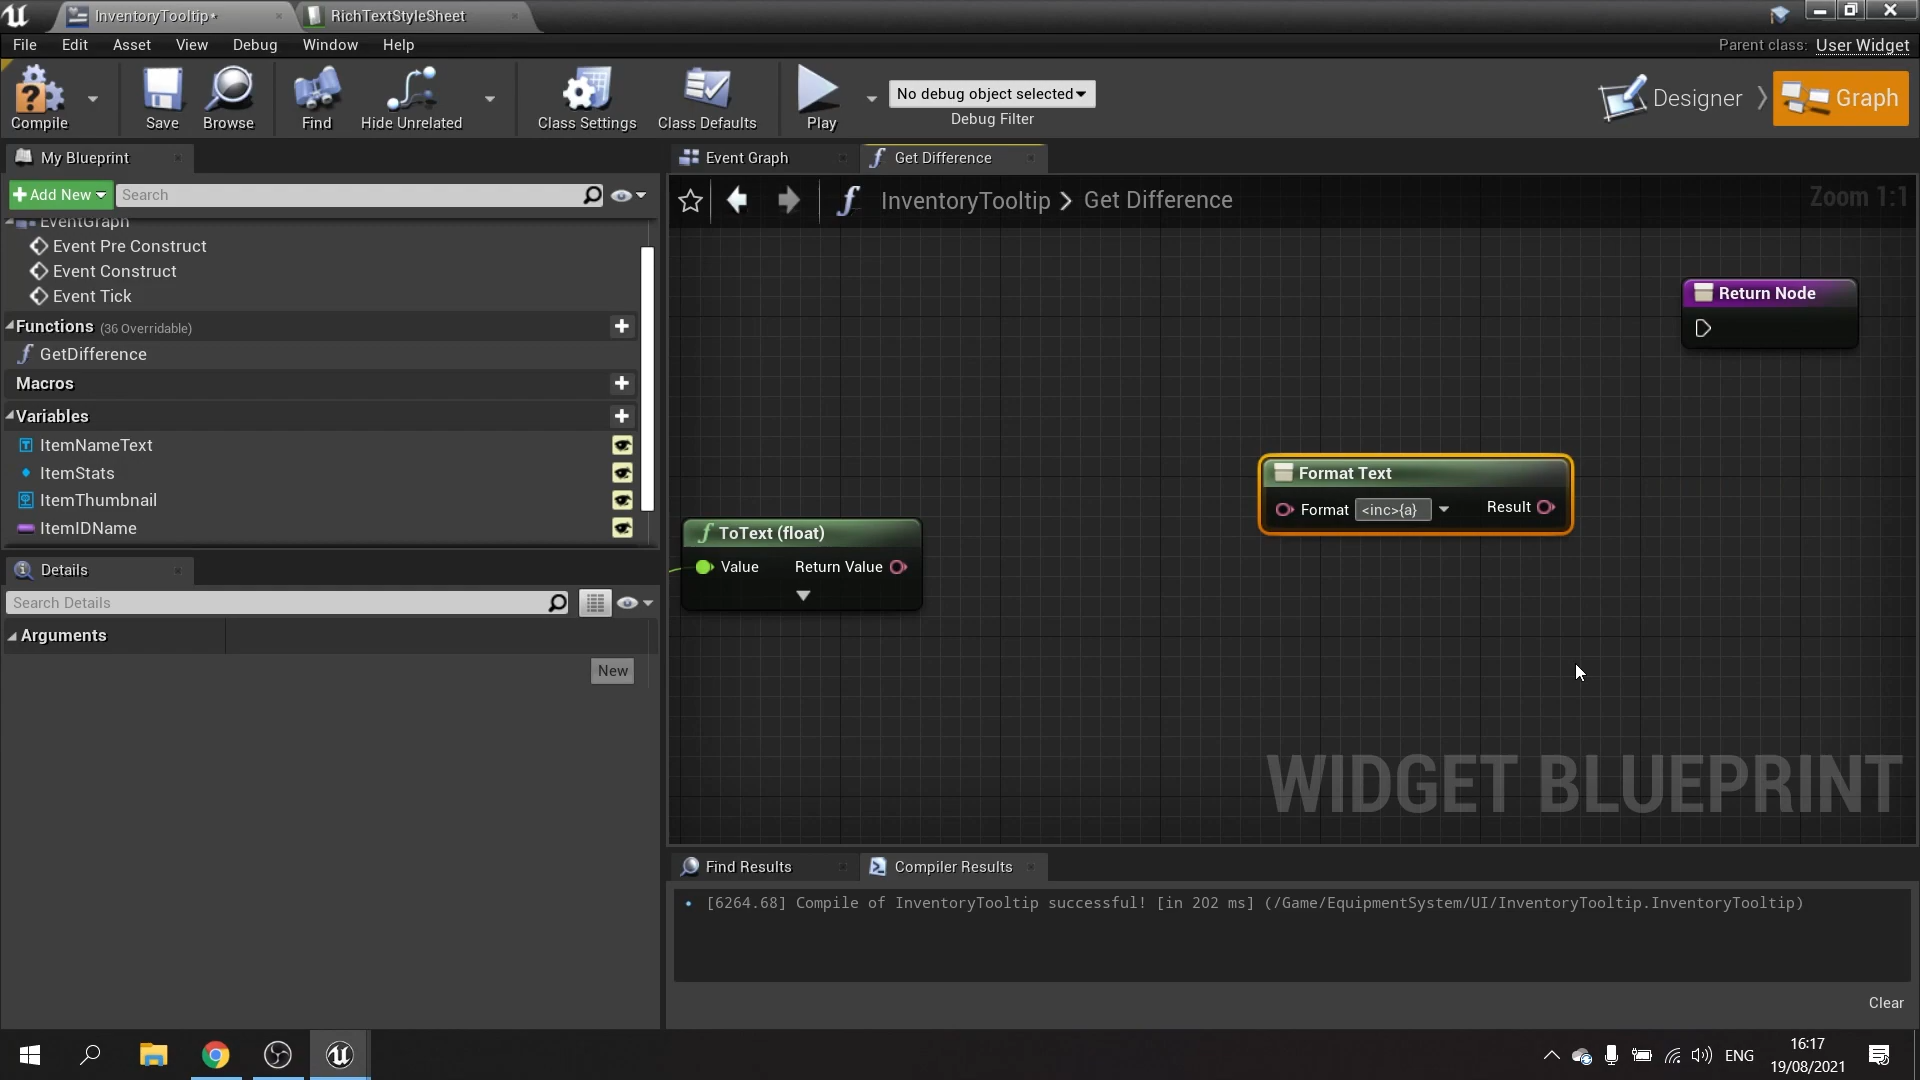 InventoryTooltip*
RichTextStyleSheet
File Edit Asset View Debug Window Help
Parent class: User Widget
Compile
Save
Browse
Find
Hide Unrelated
Class Settings
Class Defaults
Play
No debug object selected
Debug Filter
Designer
Graph
My Blueprint
Event Graph
Get Difference
+ Add New
Search
InventoryTooltip > Get Difference
Zoom 1:1
EventGraph
Event Pre Construct
Event Construct
Event Tick
Functions (36 Overridable)
GetDifference
Macros
Variables
ItemNameText
ItemStats
ItemThumbnail
ItemIDName
Return Node
Format Text
Format <inc>{a} Result
ToText (float)
Value Return Value
WIDGET BLUEPRINT
Details
Search Details
Arguments
New
Find Results
Compiler Results
[6264.68] Compile of InventoryTooltip successful! [in 202 ms] (/Game/EquipmentSystem/UI/InventoryTooltip.InventoryTooltip)
Clear
ENG
16:17
19/08/2021